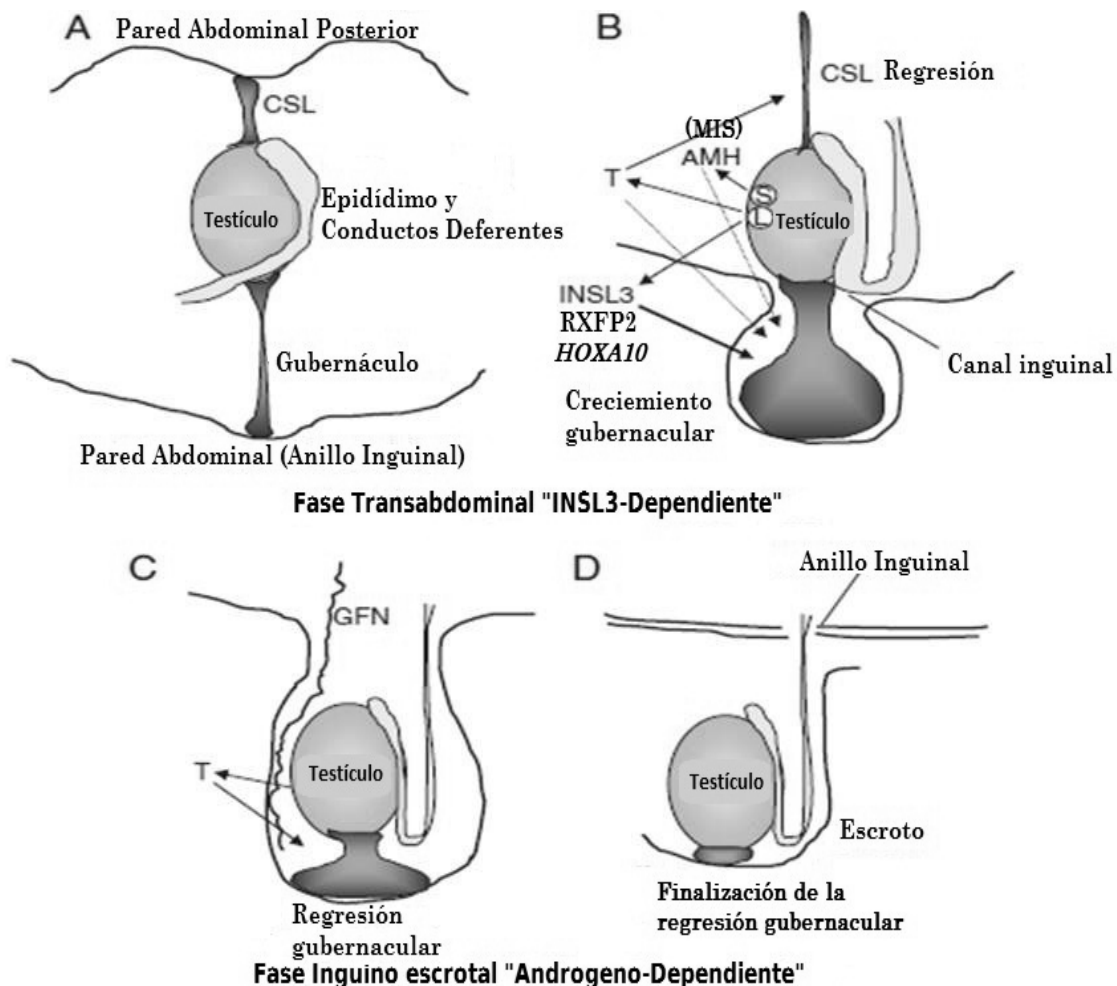 A
Pared Abdominal Posterior
CSL
Testículo
Epidídimo y
Conductos Deferentes
Gubernáculo
Pared Abdominal (Anillo Inguinal)
B
CSL Regresión
(MIS)
AMH
T
S
L
Testículo
INSL3
RXFP2
HOXA10
Canal inguinal
Creciemiento
gubernacular
Fase Transabdominal "INSL3-Dependiente"
C
GFN
T
Testículo
Regresión
gubernacular
D
Anillo Inguinal
Testículo
Escroto
Finalización de la
regresión gubernacular
Fase Inguino escrotal "Androgeno-Dependiente"